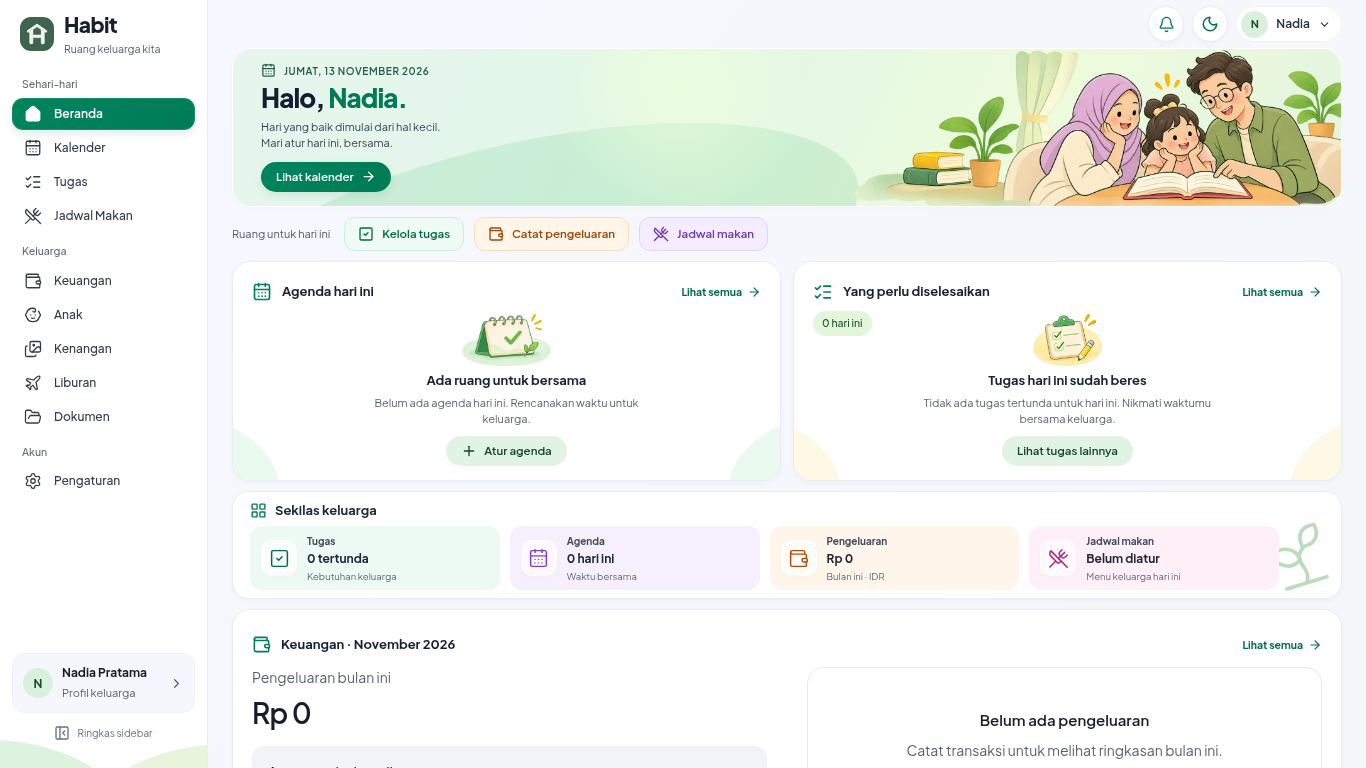 Habit
Ruang keluarga kita
Sehari-hari
Beranda
Kalender
Tugas
Jadwal Makan
Keluarga
Keuangan
Anak
Kenangan
Liburan
Dokumen
Akun
Pengaturan
N
Nadia Pratama
Profil keluarga
Ringkas sidebar
N
Nadia
JUMAT, 13 NOVEMBER 2026
Halo, Nadia.
Hari yang baik dimulai dari hal kecil.
Mari atur hari ini, bersama.
Lihat kalender
Ruang untuk hari ini
Kelola tugas
Catat pengeluaran
Jadwal makan
Agenda hari ini
Lihat semua
Ada ruang untuk bersama
Belum ada agenda hari ini. Rencanakan waktu untuk
keluarga.
Atur agenda
Yang perlu diselesaikan
Lihat semua
0 hari ini
Tugas hari ini sudah beres
Tidak ada tugas tertunda untuk hari ini. Nikmati waktumu
bersama keluarga.
Lihat tugas lainnya
Sekilas keluarga
Tugas
0 tertunda
Kebutuhan keluarga
Agenda
0 hari ini
Waktu bersama
Pengeluaran
Rp 0
Bulan ini · IDR
Jadwal makan
Belum diatur
Menu keluarga hari ini
Keuangan · November 2026
Lihat semua
Pengeluaran bulan ini
Rp 0
Belum ada pengeluaran
Catat transaksi untuk melihat ringkasan bulan ini.